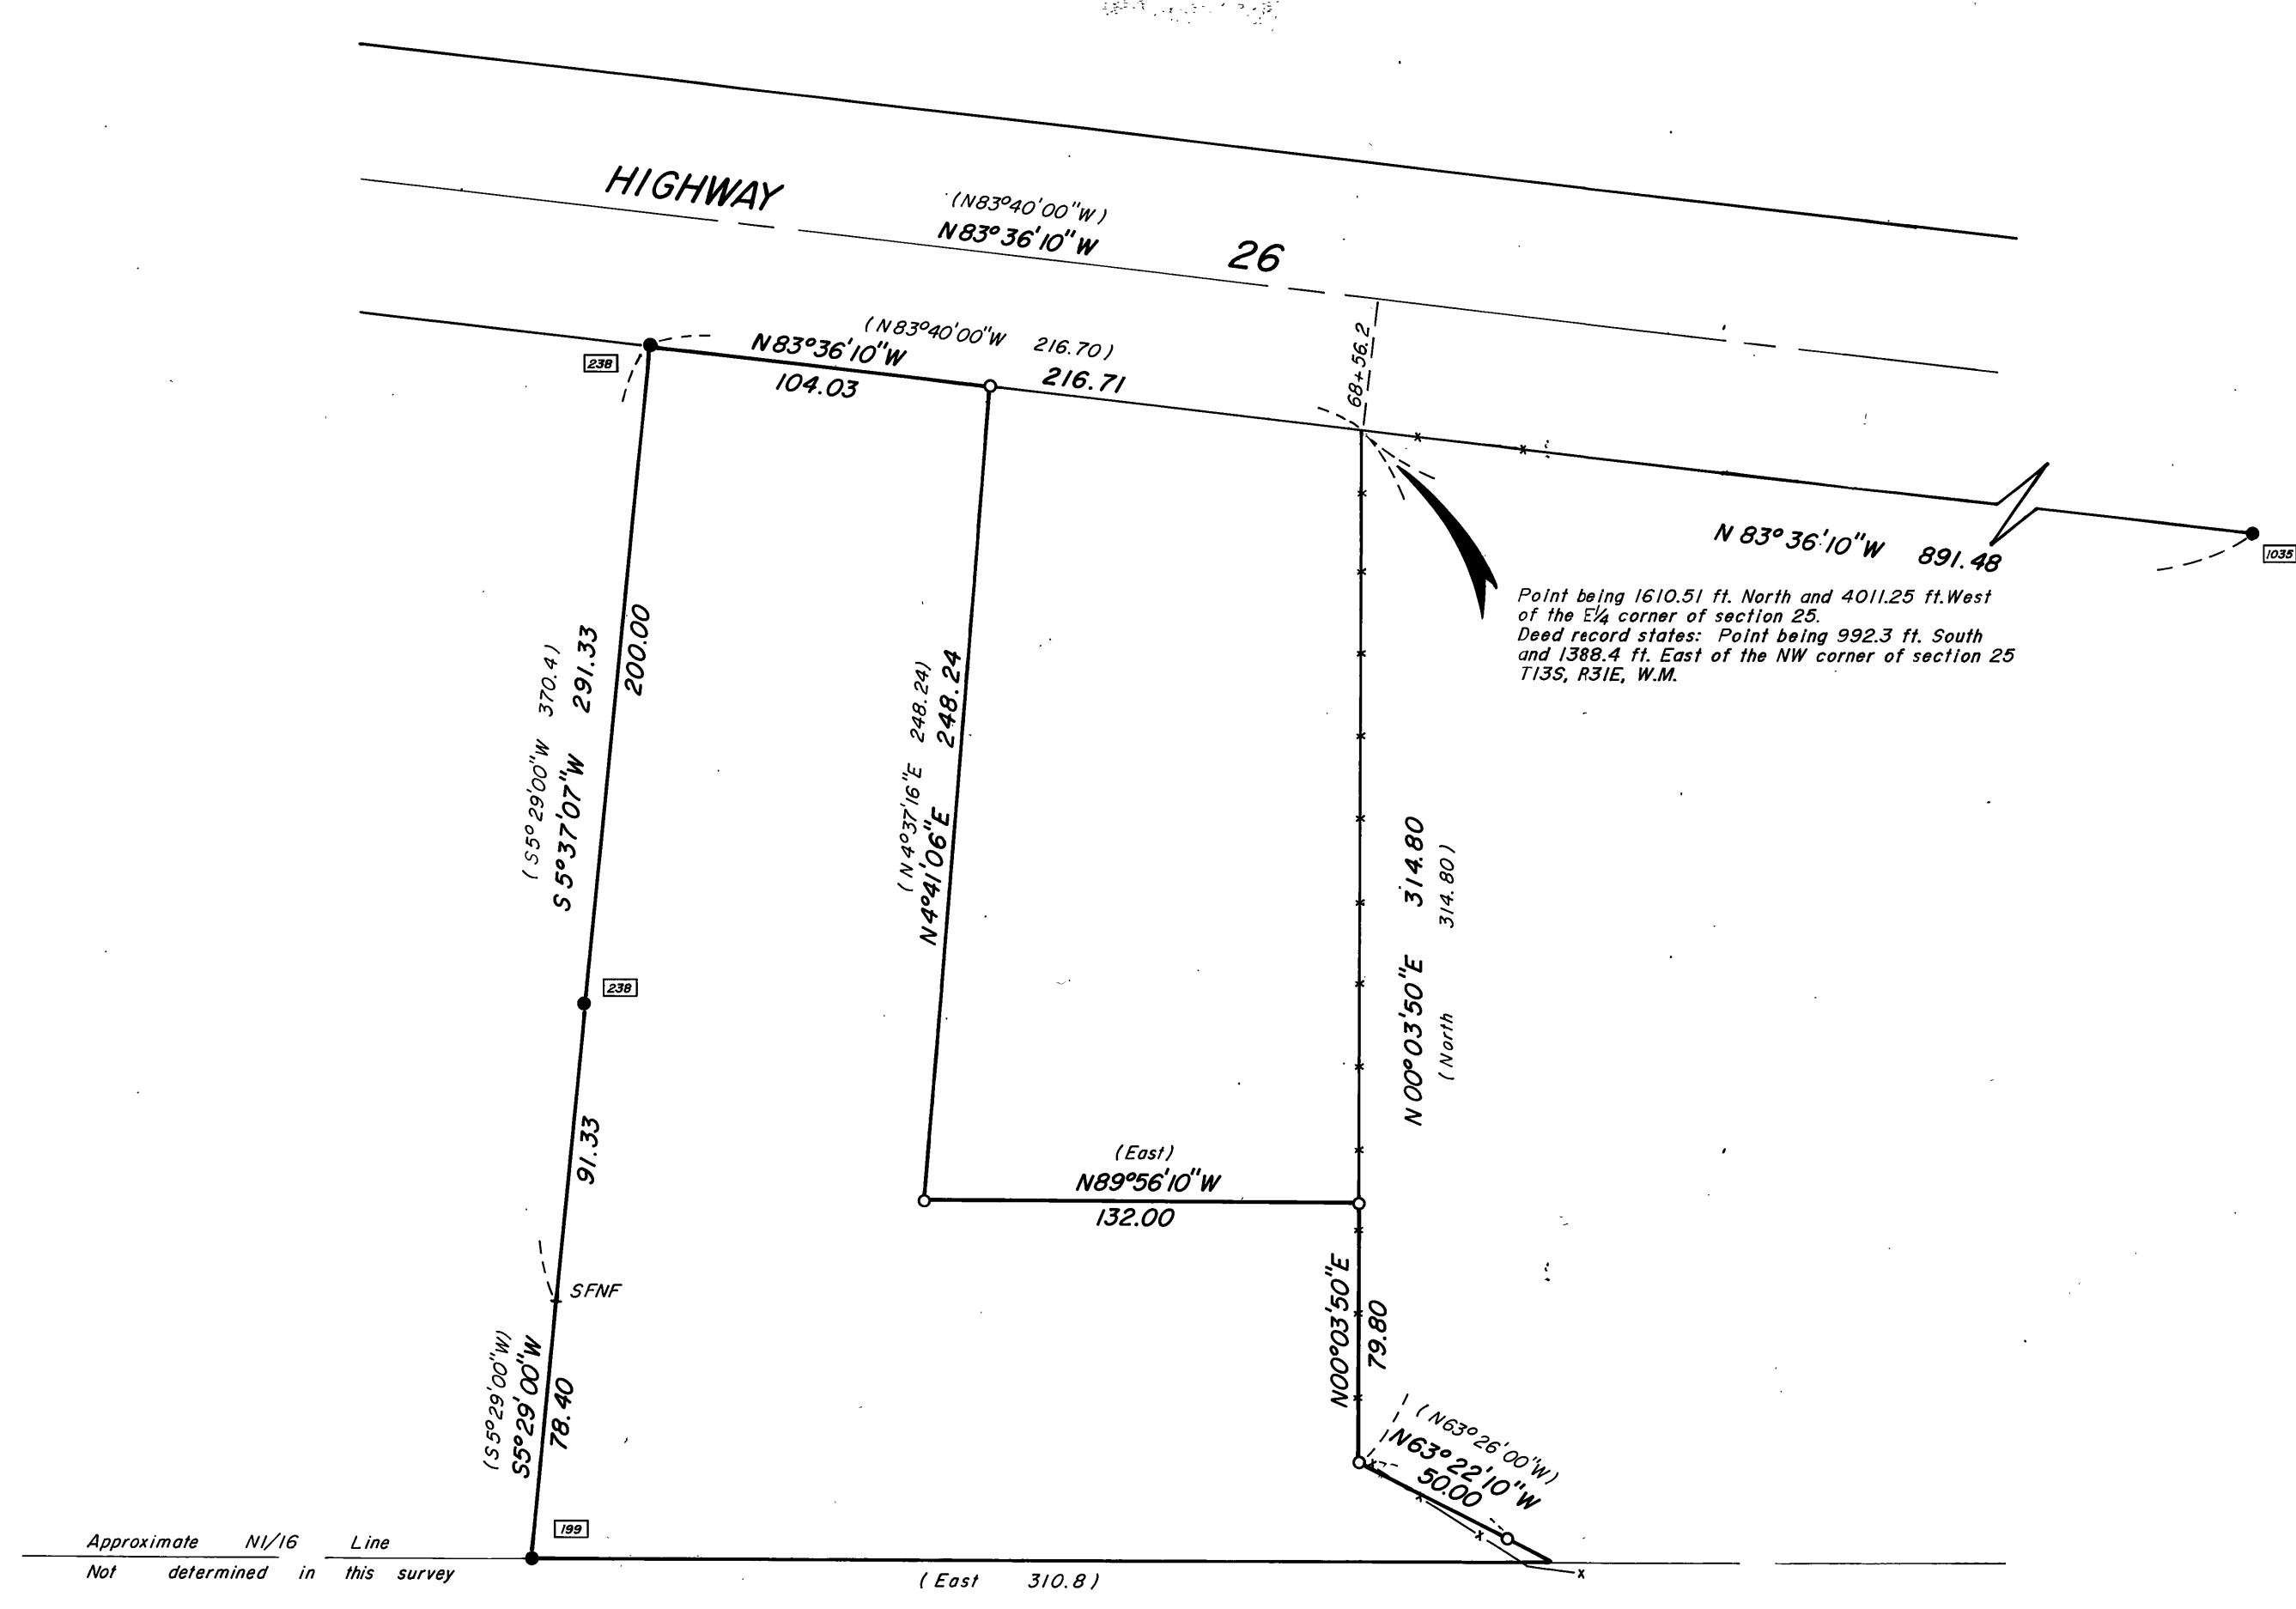 HIGHWAY
(N83°40'00"W)
N83°36'10"W
26
(N83°40'00"W 216.70)
N83°36'10"W
216.71
104.03
68+56.2
238
N 83°36'10"W 891.48
1035
Point being 1610.51 ft. North and 4011.25 ft. West
of the E1/4 corner of section 25.
Deed record states: Point being 992.3 ft. South
and 1388.4 ft. East of the NW corner of section 25
T13S, R31E, W.M.
(S5°29'00"W 370.4)
S5°37'07"W 291.33
200.00
(N4°37'16"E 248.24)
N4°41'06"E 248.24
N00°03'50"E 314.80
(North 314.80)
238
91.33
(East)
N89°56'10"W
132.00
SFNF
N00°03'50"E
79.80
(S5°29'00"W)
S5°29'00"W
78.40
(N63°26'00"W)
N63°22'10"W
50.00
199
Approximate N1/16 Line
Not determined in this survey
(East 310.8)